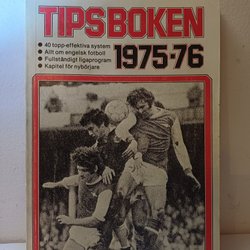 TIPSBOKEN
• 40 topp-effektiva system
• Allt om engelsk fotboll
• Fullständigt ligaprogram
• Kapitel för nybörjare
1975-76